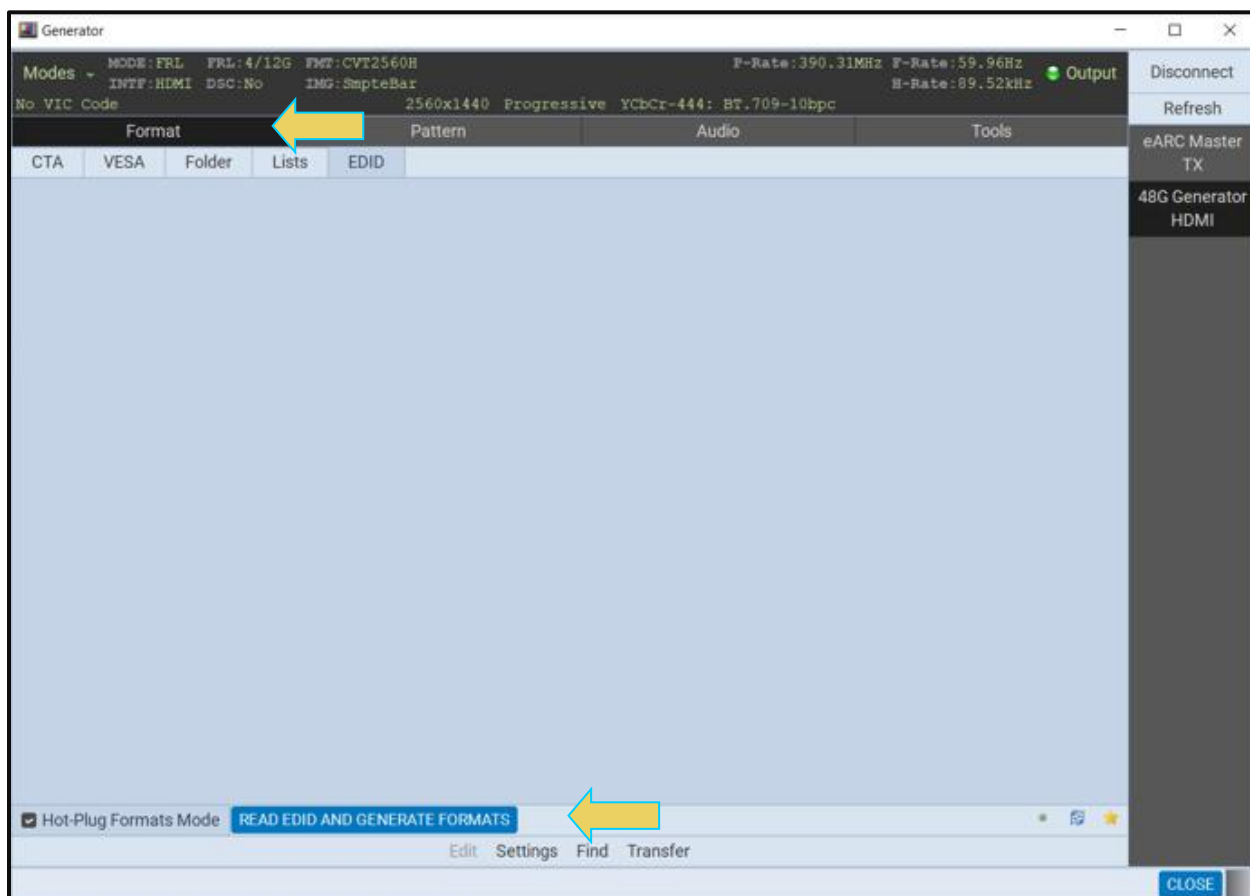 Generator
Modes MODE:FRL FRL:4/12G FMT:CVT2560H P-Rate:390.31MHz F-Rate:59.96Hz Output
INTF:HDMI DSC:No IMG:SmpteBar H-Rate:89.52kHz
No VIC Code 2560x1440 Progressive YCbCr-444: BT.709-10bpc
Disconnect
Refresh
Format Pattern Audio Tools
eARC Master
TX
CTA VESA Folder Lists EDID
48G Generator
HDMI
Hot-Plug Formats Mode READ EDID AND GENERATE FORMATS
Edit Settings Find Transfer
CLOSE